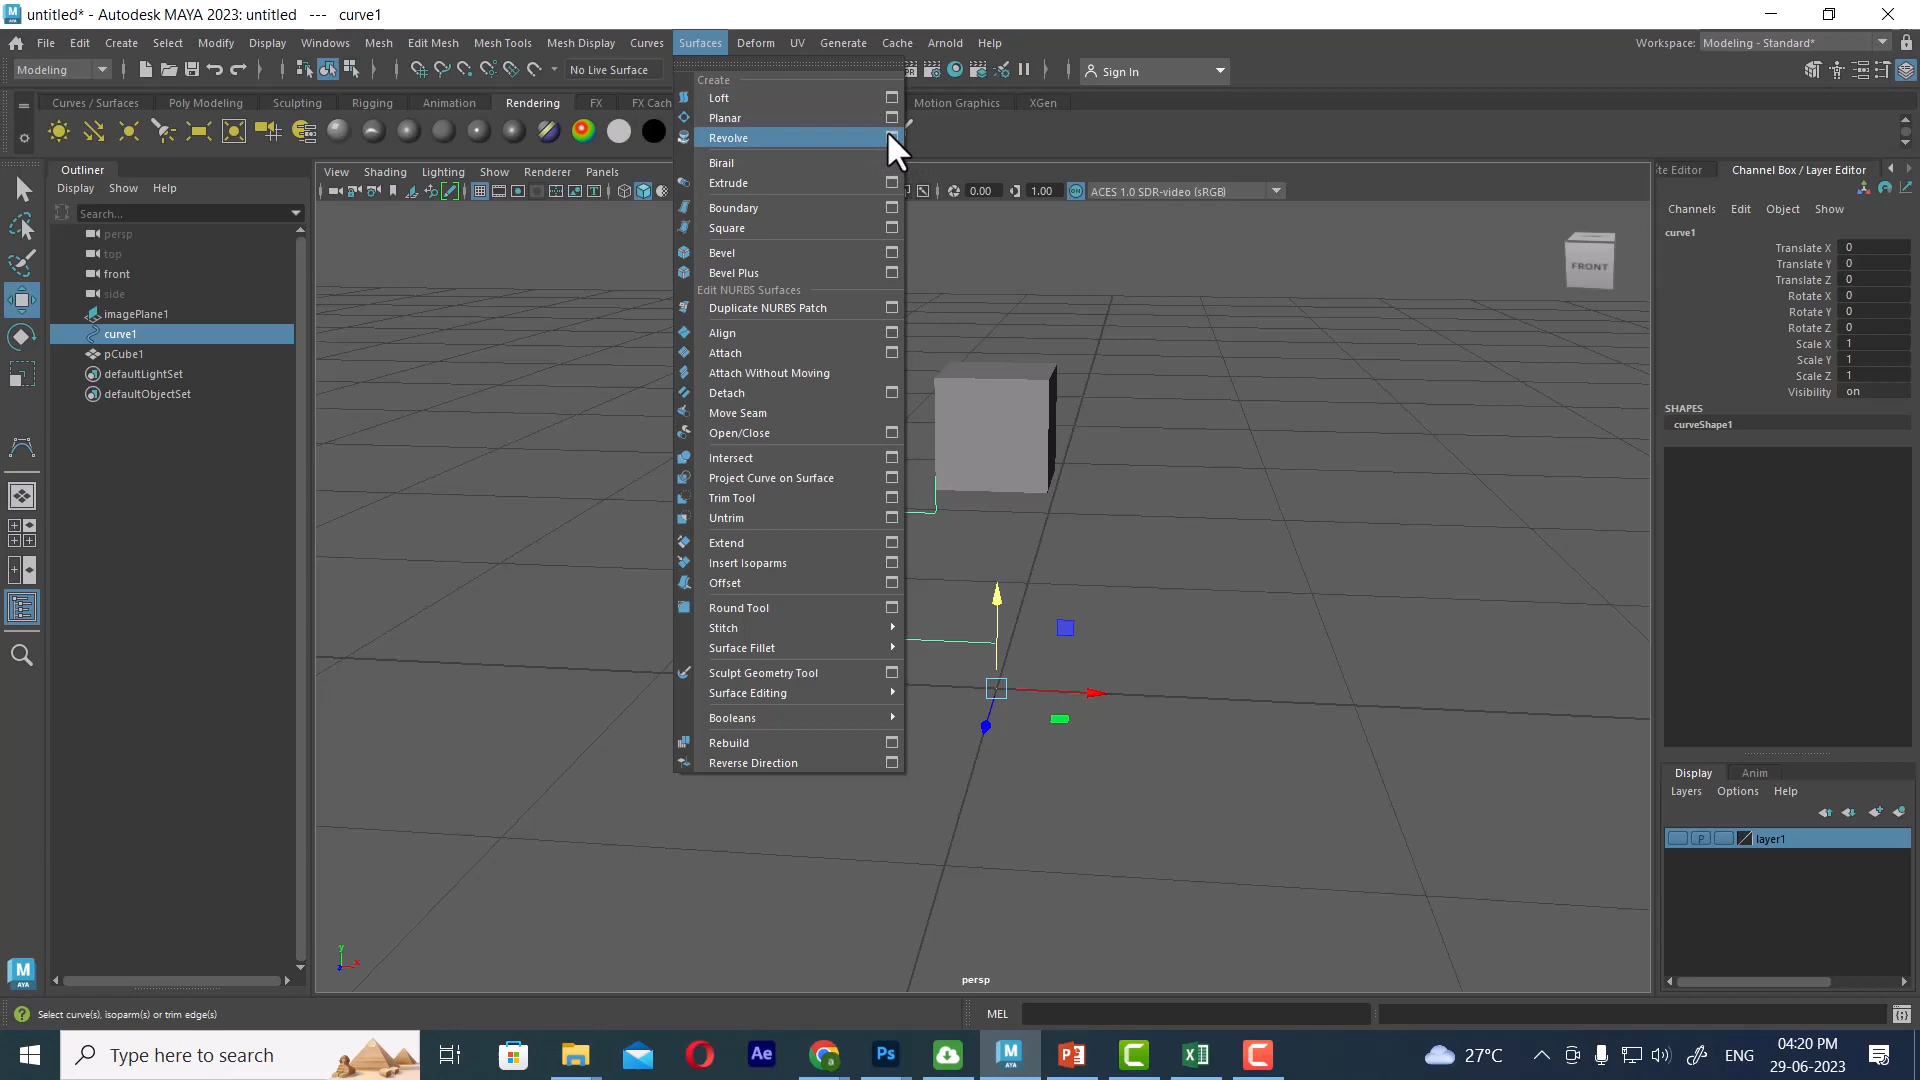 untitled* - Autodesk MAYA 2023: untitled --- curve1
File Edit Create Select Modify Display Windows Mesh Edit Mesh Mesh Tools Mesh Display Curves Surfaces Deform UV Generate Cache Arnold Help
Workspace: Modeling - Standard*
Modeling
No Live Surface
Sign In
Curves / Surfaces Poly Modeling Sculpting Rigging Animation Rendering FX FX Cach Motion Graphics XGen
Create
Loft
Planar
Revolve
Birail
Extrude
Boundary
Square
Bevel
Bevel Plus
Edit NURBS Surfaces
Duplicate NURBS Patch
Align
Attach
Attach Without Moving
Detach
Move Seam
Open/Close
Intersect
Project Curve on Surface
Trim Tool
Untrim
Extend
Insert Isoparms
Offset
Round Tool
Stitch
Surface Fillet
Sculpt Geometry Tool
Surface Editing
Booleans
Rebuild
Reverse Direction
Outliner
Display Show Help
Search...
persp
top
front
side
imagePlane1
curve1
pCube1
defaultLightSet
defaultObjectSet
View Shading Lighting Show Renderer Panels
0.00 1.00 ON ACES 1.0 SDR-video (sRGB)
FRONT
y
x
persp
te Editor Channel Box / Layer Editor
Channels Edit Object Show
curve1
Translate X 0
Translate Y 0
Translate Z 0
Rotate X 0
Rotate Y 0
Rotate Z 0
Scale X 1
Scale Y 1
Scale Z 1
Visibility on
SHAPES
curveShape1
Display Anim
Layers Options Help
P layer1
M
AYA
Select curve(s), isoparm(s) or trim edge(s)
MEL
Type here to search
Ae
Ps
M
AYA
27°C
ENG
04:20 PM
29-06-2023